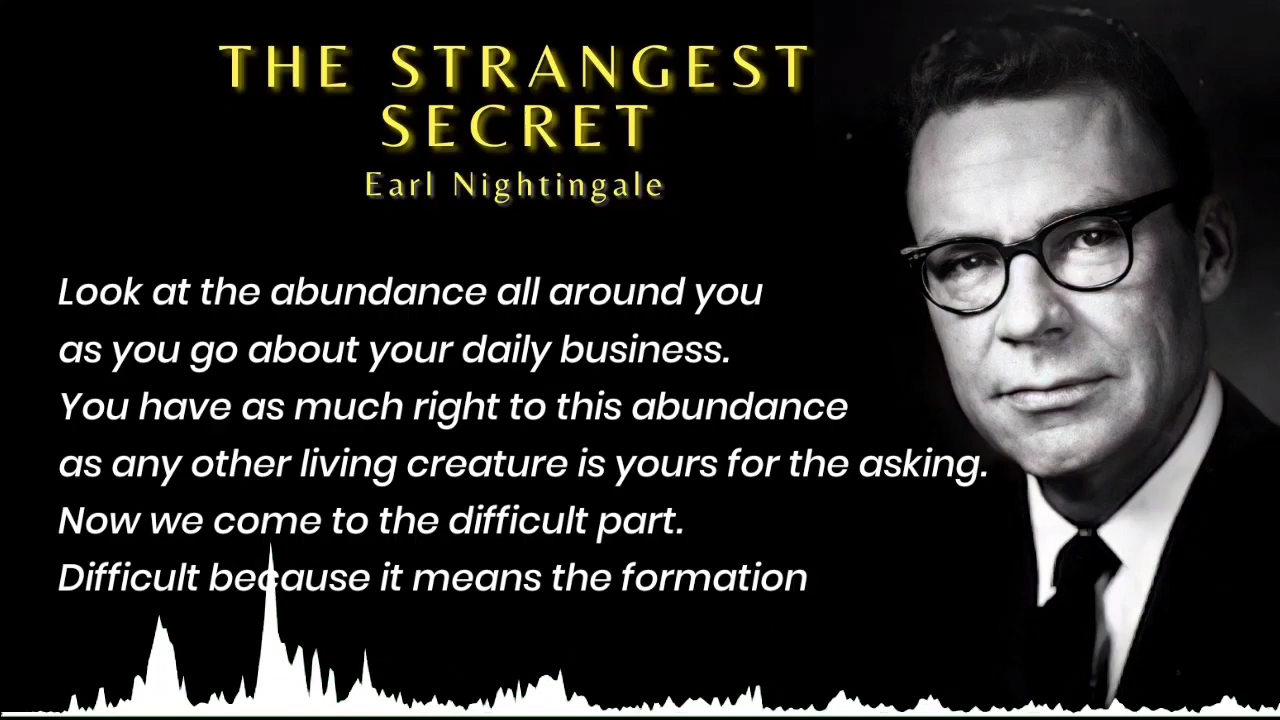 THE STRANGEST
SECRET
Earl Nightingale
Look at the abundance all around you
as you go about your daily business.
You have as much right to this abundance
as any other living creature is yours for the asking.
Now we come to the difficult part.
Difficult because it means the formation